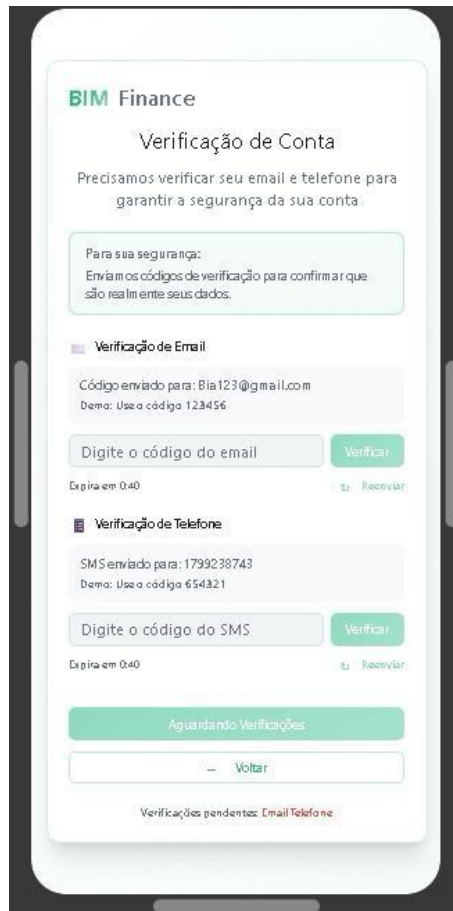 BIM Finance
Verificação de Conta
Precisamos verificar seu email e telefone para
garantir a segurança da sua conta
Para sua segurança:
Enviamos códigos de verificação para confirmar que
são realmente seus dados.
Verificação de Email
Código enviado para: Bia123@gmail.com
Demo: Use o código 123456
Digite o código do email
Verificar
Expira em 0:40
↻ Reenviar
Verificação de Telefone
SMS enviado para: 1799238743
Demo: Use o código 654321
Digite o código do SMS
Verificar
Expira em 0:40
↻ Reenviar
Aguardando Verificações
← Voltar
Verificações pendentes: Email Telefone